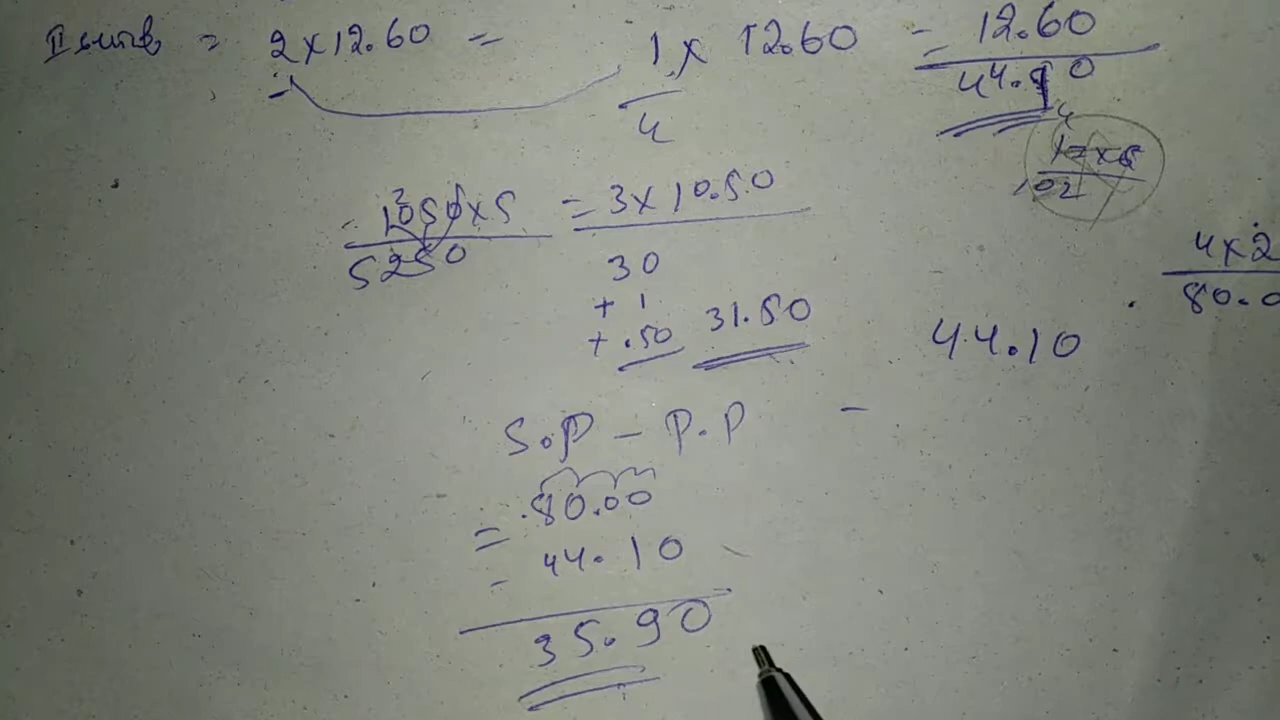 = 2 x 12.60 = 1 x 12.60 = 12.60
4 44.10
1050 x 5 = 3 x 10.50
5250 30
+ 1
+ .50 31.50
4 x 2
80.0
44.10
S.P - P.P -
= 80.00
- 44.10
35.90